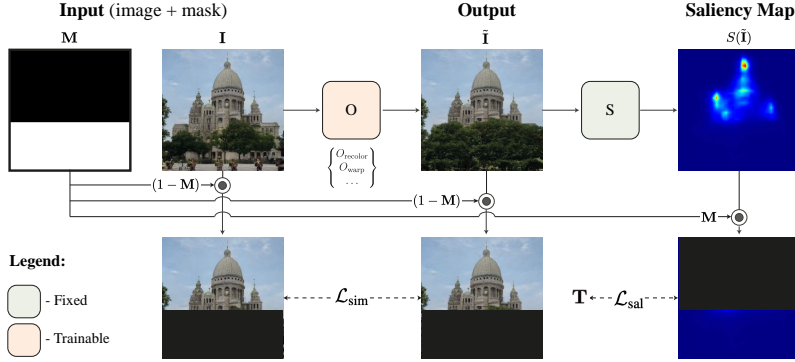 Input (image + mask)
Output
Saliency Map
M
I
Ĩ
S(Ĩ)
O
S
{O_recolor
O_warp
...}
(1 − M)
(1 − M)
M
Legend:
- Fixed
- Trainable
ℒ_sim
T
ℒ_sal